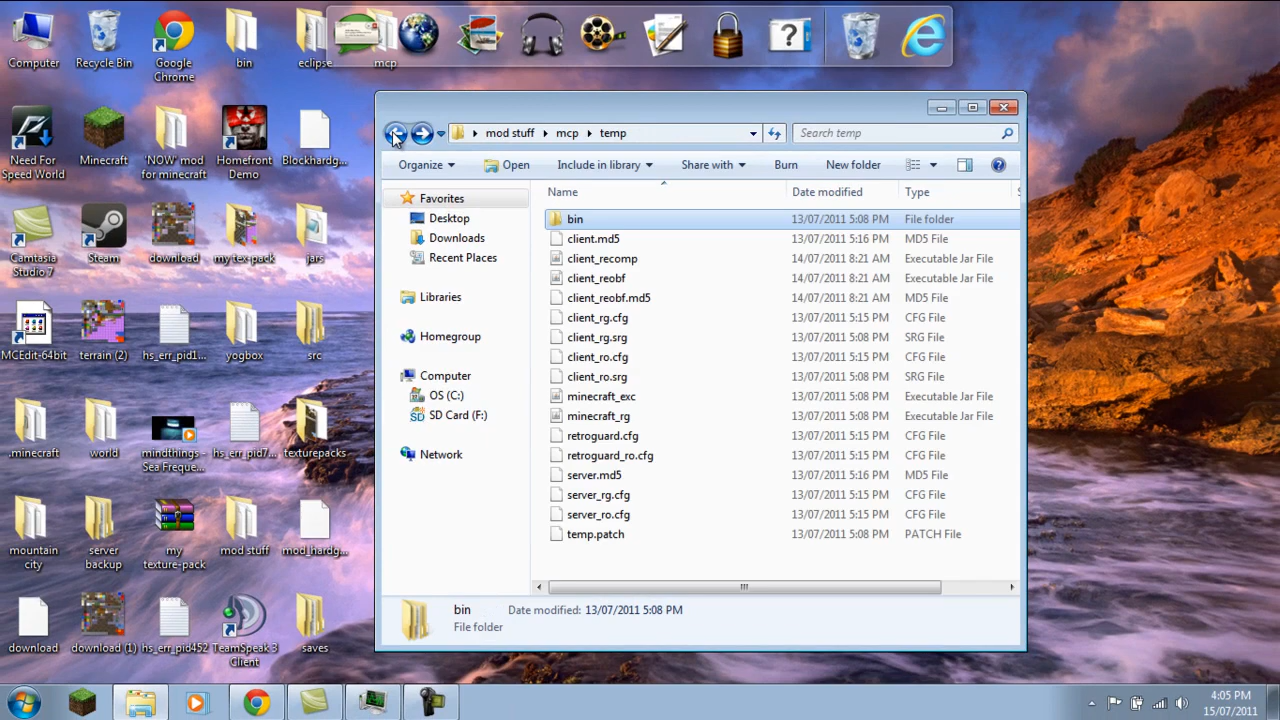 Computer
Recycle Bin
Google
Chrome
bin
eclipse
mcp
Need For
Speed World
Minecraft
'NOW' mod
for minecraft
Homefront
Demo
Blockhardg...
Camtasia
Studio 7
Steam
download
my tex-pack
jars
MCEdit-64bit
terrain (2)
hs_err_pid1...
yogbox
src
.minecraft
world
mindthings -
Sea Freque...
hs_err_pid7...
texturepacks
mountain
city
server
backup
my
texture-pack
mod stuff
mod_hardg...
download
download (1)
hs_err_pid452
TeamSpeak 3
Client
saves
mod stuff
mcp
temp
Search temp
Organize
Open
Include in library
Share with
Burn
New folder
Favorites
Desktop
Downloads
Recent Places
Libraries
Homegroup
Computer
OS (C:)
SD Card (F:)
Network
Name Date modified Type
bin 13/07/2011 5:08 PM File folder
client.md5 13/07/2011 5:16 PM MD5 File
client_recomp 14/07/2011 8:21 AM Executable Jar File
client_reobf 14/07/2011 8:21 AM Executable Jar File
client_reobf.md5 14/07/2011 8:21 AM MD5 File
client_rg.cfg 13/07/2011 5:15 PM CFG File
client_rg.srg 13/07/2011 5:08 PM SRG File
client_ro.cfg 13/07/2011 5:15 PM CFG File
client_ro.srg 13/07/2011 5:08 PM SRG File
minecraft_exc 13/07/2011 5:08 PM Executable Jar File
minecraft_rg 13/07/2011 5:08 PM Executable Jar File
retroguard.cfg 13/07/2011 5:15 PM CFG File
retroguard_ro.cfg 13/07/2011 5:15 PM CFG File
server.md5 13/07/2011 5:16 PM MD5 File
server_rg.cfg 13/07/2011 5:15 PM CFG File
server_ro.cfg 13/07/2011 5:15 PM CFG File
temp.patch 13/07/2011 5:08 PM PATCH File
bin Date modified: 13/07/2011 5:08 PM
File folder
4:05 PM
15/07/2011